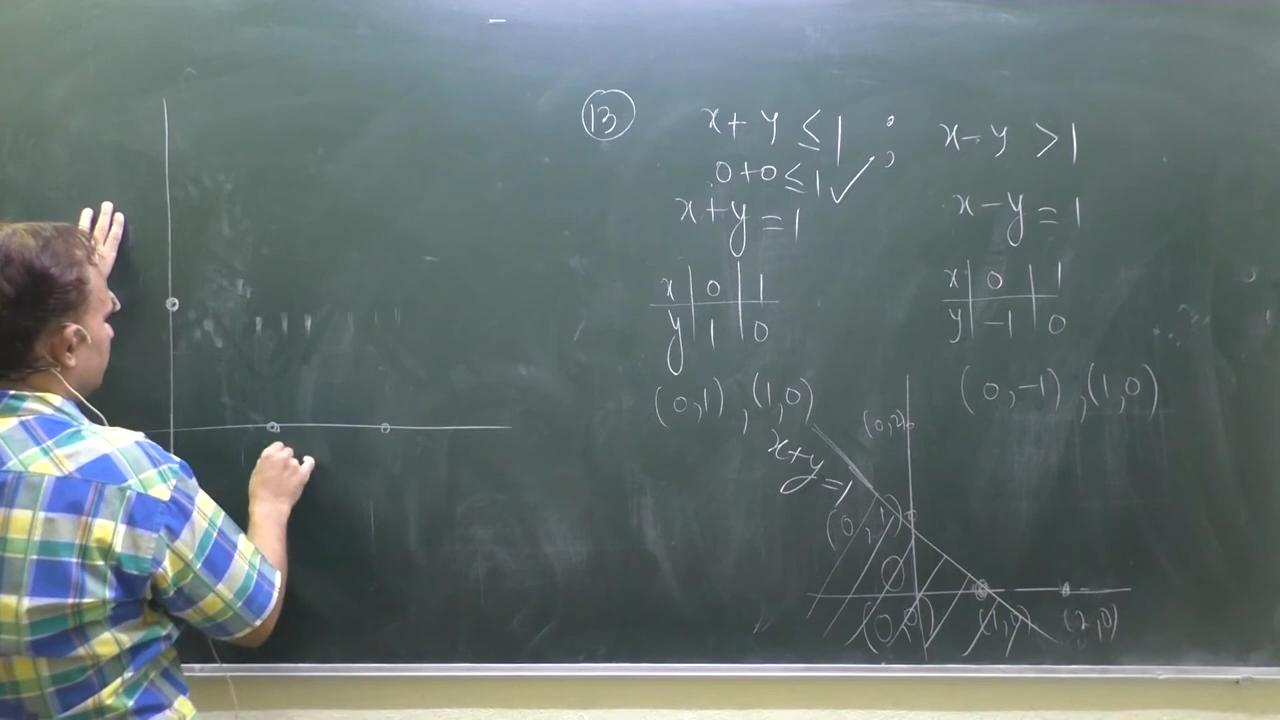 13 x + y ≤ 1 ; x - y > 1
0 + 0 ≤ 1 ✓
x + y = 1 x - y = 1
x | 0 | 1 x | 0 | 1
y | 1 | 0 y | -1 | 0
(0,1) , (1,0) (0,-1) , (1,0)
(0,2)
x+y
=1
(0,1)
O
(0,0) (1,0) (2,0)